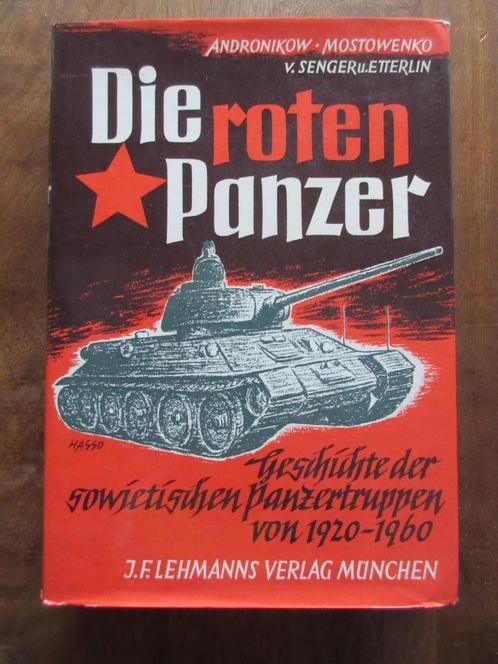 ANDRONIKOW · MOSTOWENKO
v. SENGER u. ETTERLIN
Die roten
Panzer
HASSO
Geschichte der
sowjetischen Panzertruppen
von 1920-1960
J.F. LEHMANNS VERLAG MÜNCHEN